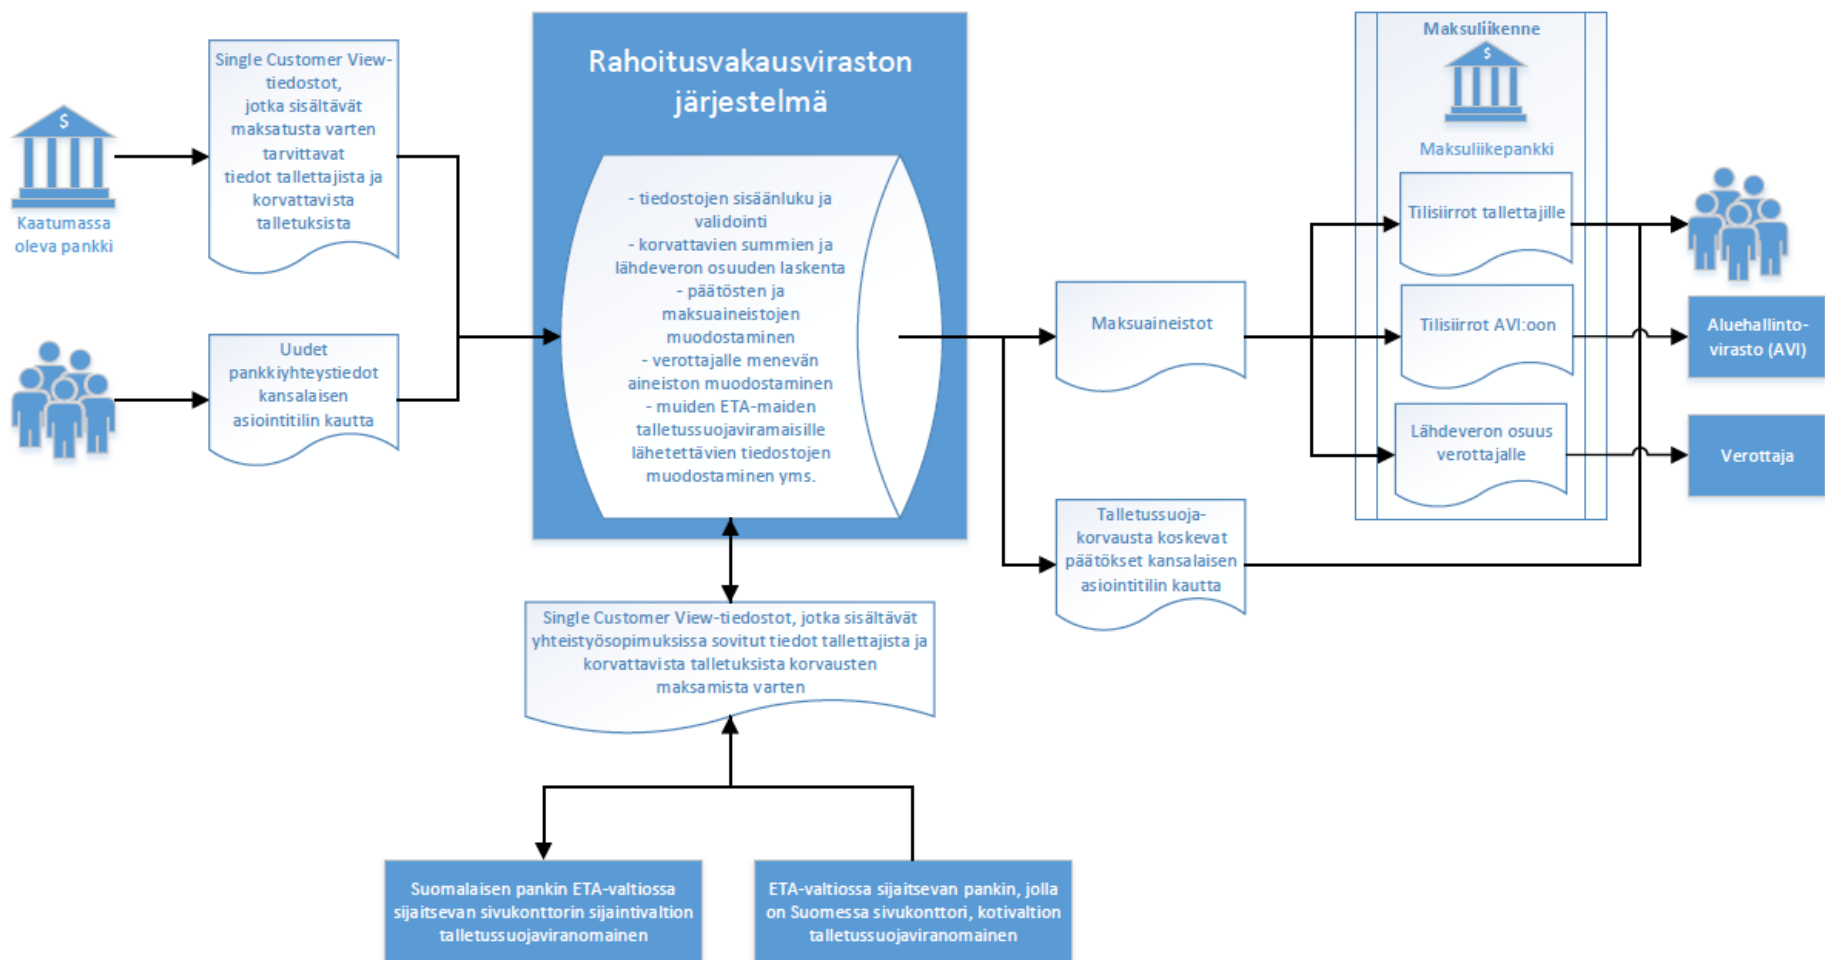 Single Customer View-
tiedostot,
jotka sisältävät
maksatusta varten
tarvittavat
tiedot tallettajista ja
korvattavista
talletuksista
$
Kaatumassa
oleva pankki
Uudet
pankkiyhteystiedot
kansalaisen
asiointitilin kautta
Rahoitusvakausviraston
järjestelmä
- tiedostojen sisäänluku ja
validointi
- korvattavien summien ja
lähdeveron osuuden laskenta
- päätösten ja
maksuaineistojen
muodostaminen
- verottajalle menevän
aineiston muodostaminen
- muiden ETA-maiden
talletussuojaviramaisille
lähetettävien tiedostojen
muodostaminen yms.
Single Customer View-tiedostot, jotka sisältävät
yhteistyösopimuksissa sovitut tiedot tallettajista ja
korvattavista talletuksista korvausten
maksamista varten
Suomalaisen pankin ETA-valtiossa
sijaitsevan sivukonttorin sijaintivaltion
talletussuojaviranomainen
ETA-valtiossa sijaitsevan pankin, jolla
on Suomessa sivukonttori, kotivaltion
talletussuojaviranomainen
Maksuaineistot
Talletussuoja-
korvausta koskevat
päätökset kansalaisen
asiointitilin kautta
Maksuliikenne
$
Maksuliikepankki
Tilisiirrot tallettajille
Tilisiirrot AVI:oon
Lähdeveron osuus
verottajalle
Aluehallinto-
virasto (AVI)
Verottaja